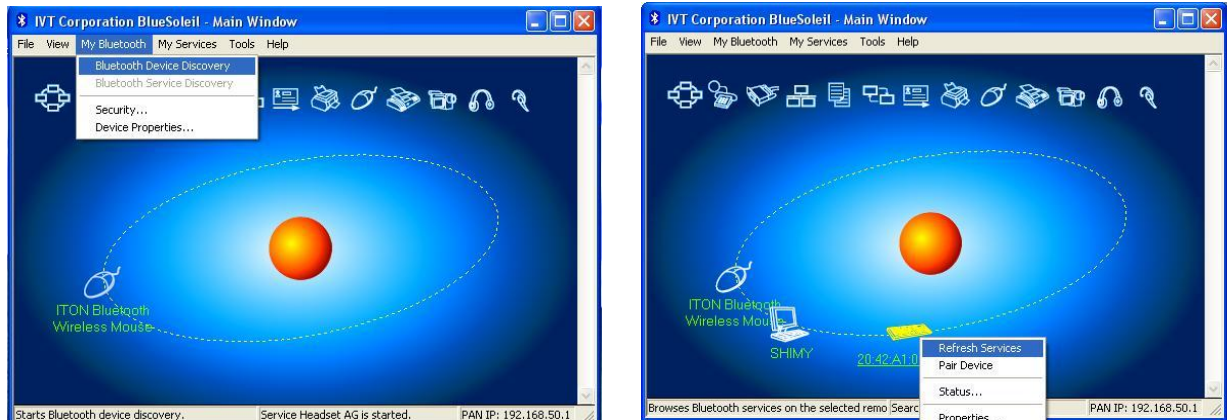 IVT Corporation BlueSoleil - Main Window
File View My Bluetooth My Services Tools Help
Bluetooth Device Discovery
Bluetooth Service Discovery
Security...
Device Properties...
ITON Bluetooth
Wireless Mouse
Starts Bluetooth device discovery. Service Headset AG is started. PAN IP: 192.168.50.1
IVT Corporation BlueSoleil - Main Window
File View My Bluetooth My Services Tools Help
ITON Bluetooth
Wireless Mouse
SHIMY
20:42:A1:0
Refresh Services
Pair Device
Status...
Properties
Browses Bluetooth services on the selected remo Searc PAN IP: 192.168.50.1